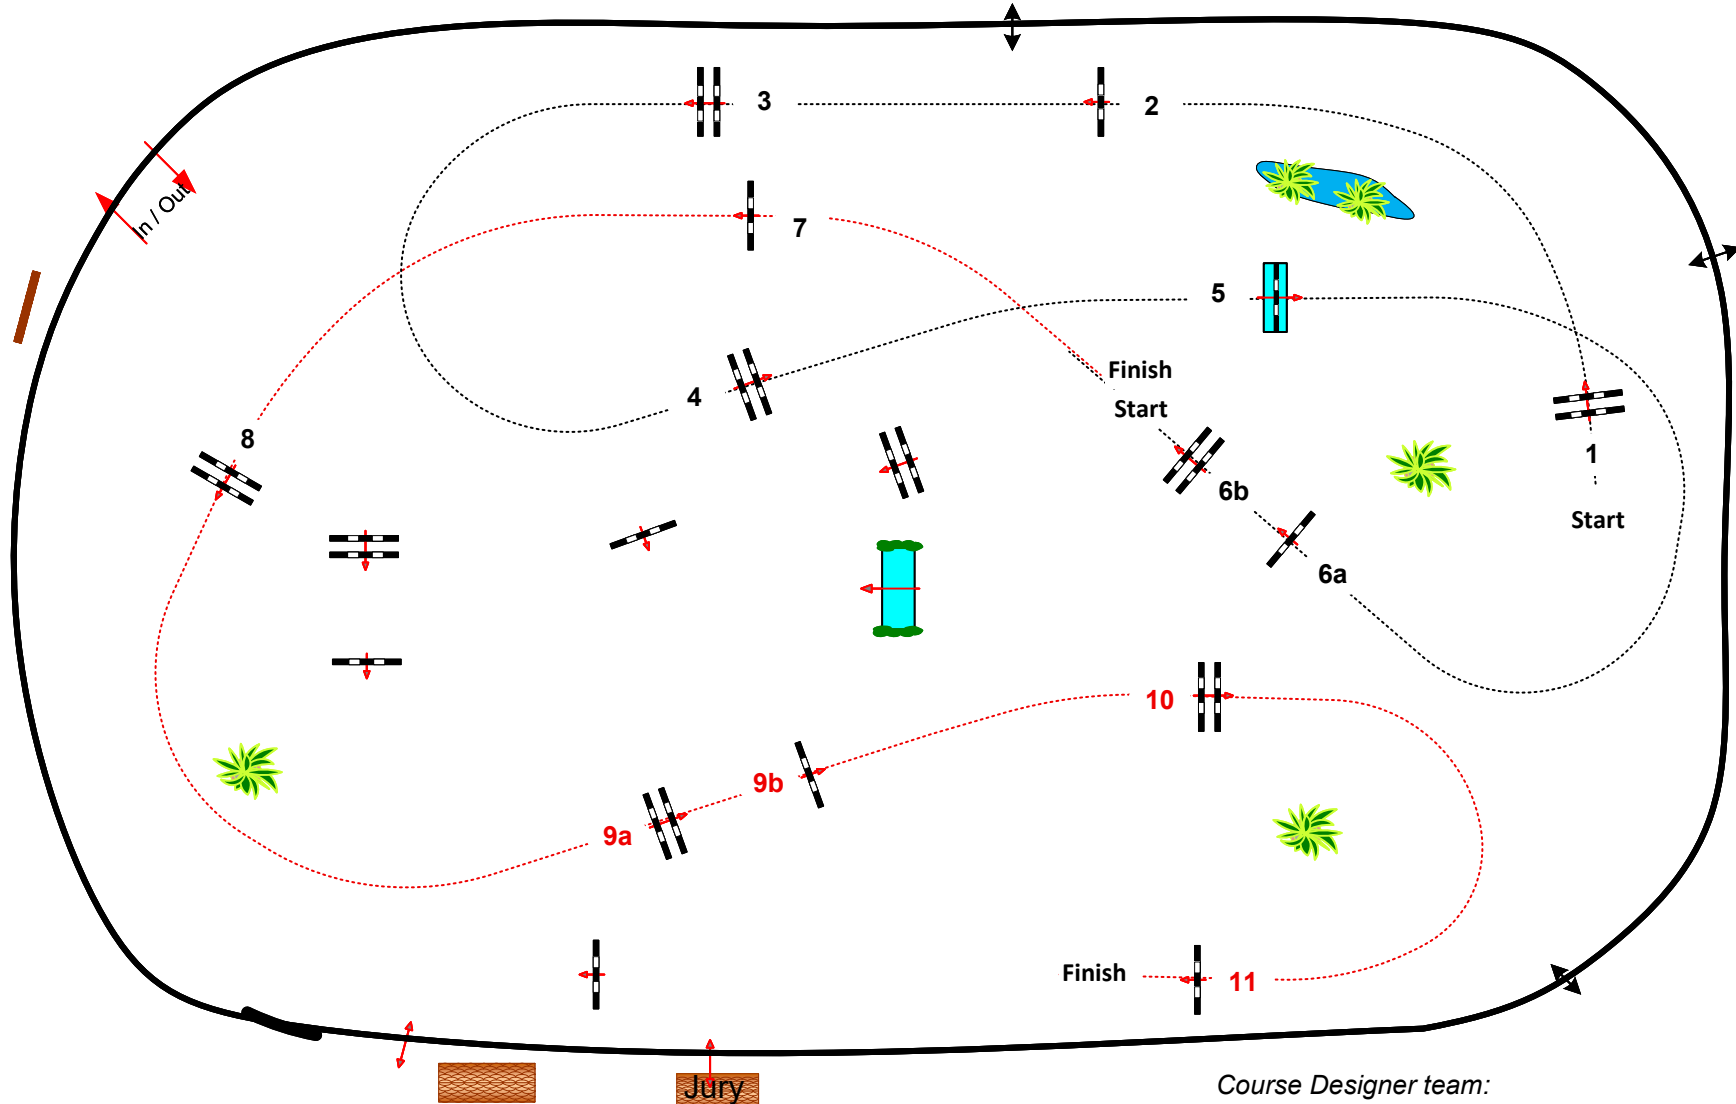 3
2
In / Out
7
5
Finish
Start
4
8
1
6b
Start
6a
10
9b
9a
Finish
11
Jury
Course Designer team: